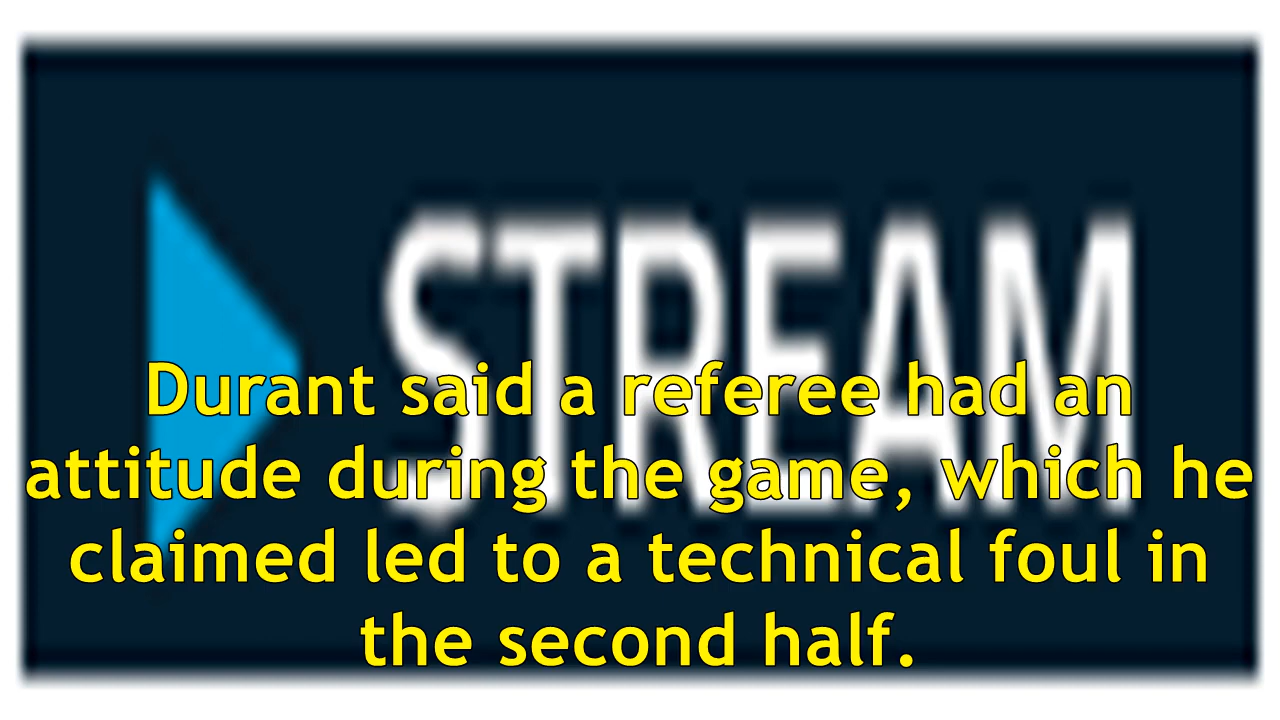 STREAM
Durant said a referee had an
attitude during the game, which he
claimed led to a technical foul in
the second half.